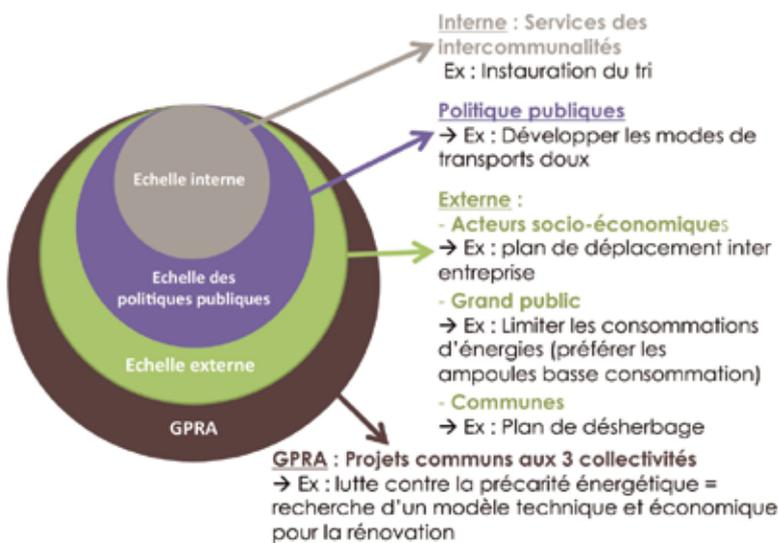 Interne : Services des
intercommunalités
Ex : Instauration du tri
Politique publiques
→ Ex : Développer les modes de
transports doux
Externe :
- Acteurs socio-économiques
→ Ex : plan de déplacement inter
entreprise
- Grand public
→ Ex : Limiter les consommations
d'énergies (préférer les
ampoules basse consommation)
- Communes
→ Ex : Plan de désherbage
GPRA : Projets communs aux 3 collectivités
→ Ex : lutte contre la précarité énergétique =
recherche d'un modèle technique et économique
pour la rénovation
Echelle interne
Echelle des
politiques publiques
Echelle externe
GPRA